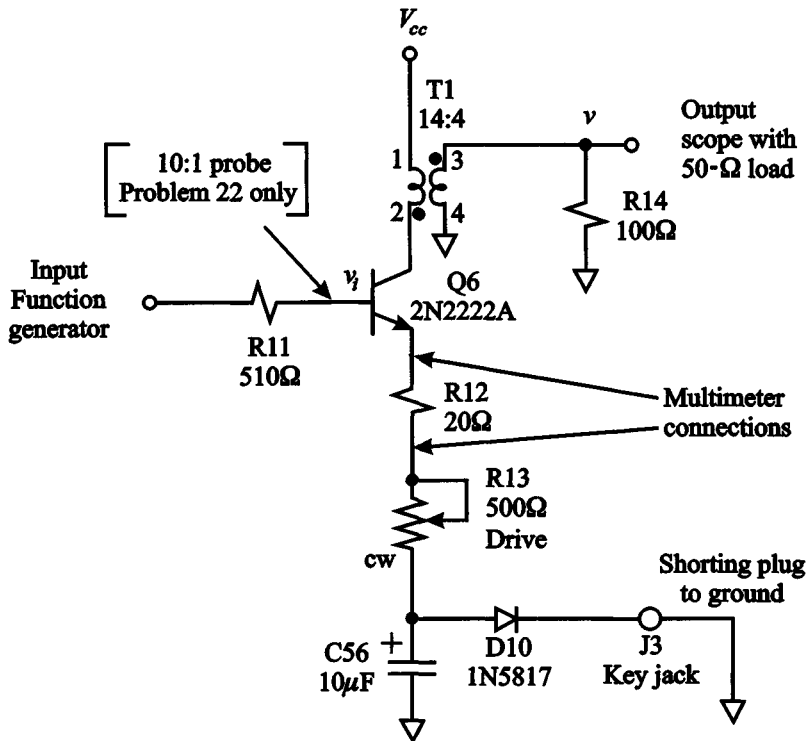 Vcc
T1
14:4
v
Output
scope with
50-Ω load
10:1 probe
Problem 22 only
1
3
2
4
R14
100Ω
Input
Function
generator
vi
Q6
2N2222A
R11
510Ω
R12
20Ω
Multimeter
connections
R13
500Ω
Drive
cw
Shorting plug
to ground
+
C56
10μF
D10
1N5817
J3
Key jack